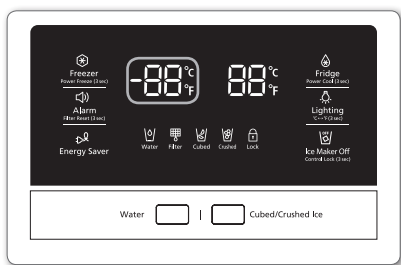 Freezer
Power Freeze (3 sec)
Alarm
Filter Reset (3 sec)
Energy Saver
-88 °C °F
88 °C °F
Water Filter Cubed Crushed Lock
Fridge
Power Cool (3 sec)
Lighting
°C↔°F (3 sec)
OFF
Ice Maker Off
Control Lock (3 sec)
Water | Cubed/Crushed Ice